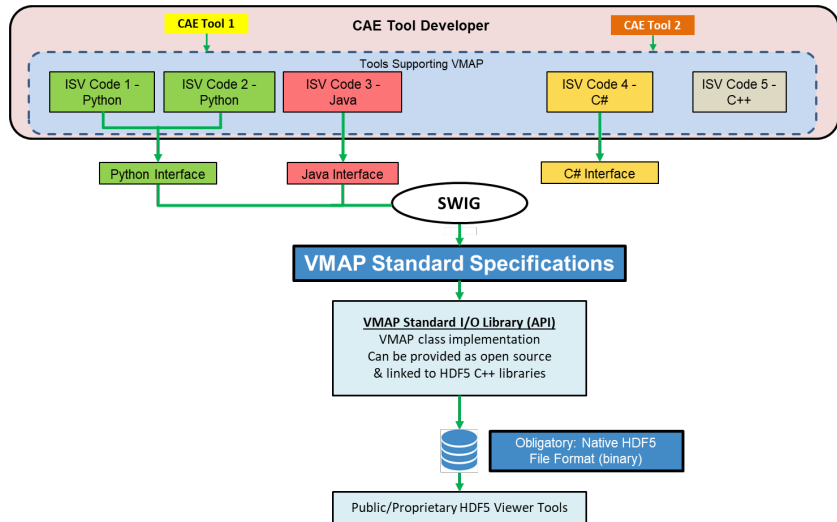 CAE Tool Developer
CAE Tool 1
CAE Tool 2
Tools Supporting VMAP
ISV Code 1 -
Python
ISV Code 2 -
Python
ISV Code 3 -
Java
ISV Code 4 -
C#
ISV Code 5 -
C++
Python Interface
Java Interface
C# Interface
SWIG
VMAP Standard Specifications
VMAP Standard I/O Library (API)
VMAP class implementation
Can be provided as open source
& linked to HDF5 C++ libraries
Obligatory: Native HDF5
File Format (binary)
Public/Proprietary HDF5 Viewer Tools